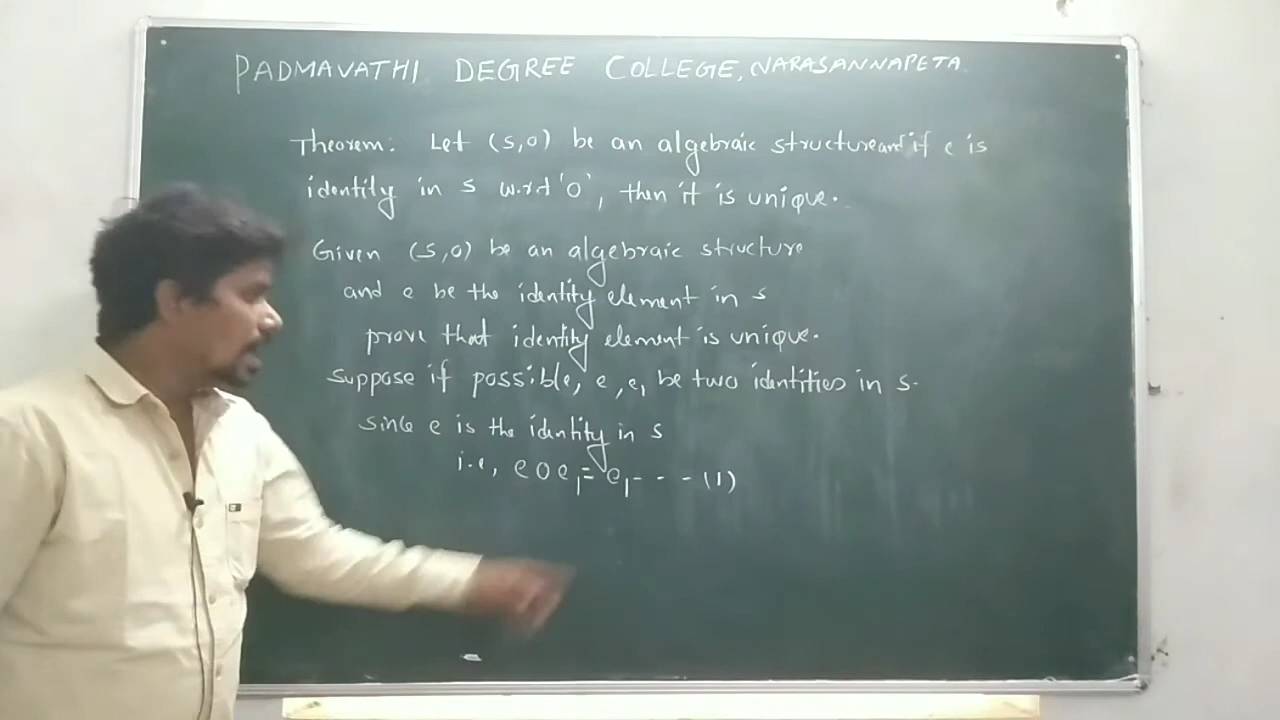 PADMAVATHI DEGREE COLLEGE, NARASANNAPETA
Theorem: Let (S,O) be an algebraic structure and if e is
identity in S w.r.t 'O', then it is unique.
Given (S,O) be an algebraic structure
and e be the identity element in S
prove that identity element is unique.
Suppose if possible, e, e₁ be two identities in S.
Since e is the identity in S
i.e, e O e₁ = e₁ - - - (1)